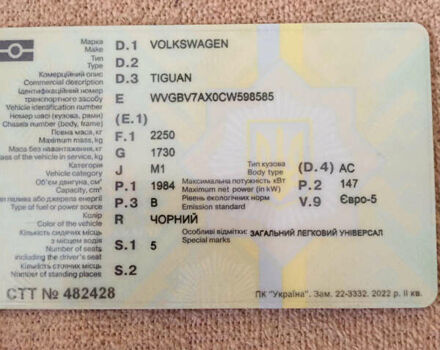 Марка D.1 VOLKSWAGEN
Make
Тип D.2
Type
Комерційний опис D.3 TIGUAN
Commercial description
Ідентифікаційний номер
транспортного засобу E WVGBV7AX0CW598585
Vehicle identification number
Номер шасі (кузова, рами) (E.1)
Chassis number (body, frame)
Повна маса, кг F.1 2250
Maximum mass, kg
Маса без навантаження, кг G 1730
Mass of the vehicle in service, kg
Категорія J M1 Тип кузова (D.4) AC
Vehicle category Body type
Об'єм двигуна, см³ P.1 1984 Максимальна потужність кВт P.2 147
Capacity, cm³ Maximum net power (in kW)
палива або джерела енергії P.3 B Рівень екологічних норм V.9 Євро-5
Type of fuel or power source Emission standard
Колір R ЧОРНИЙ
Color of the vehicle
Кількість сидячих місць Особливі відмітки: ЗАГАЛЬНИЙ ЛЕГКОВИЙ УНІВЕРСАЛ
з місцем водія S.1 5 Special marks
Number of seats
including the driver's seat
Кількість стоячих місць S.2
Number of standing places
СТТ № 482428 ПК "Україна". Зам. 22-3332. 2022 р. II кв.